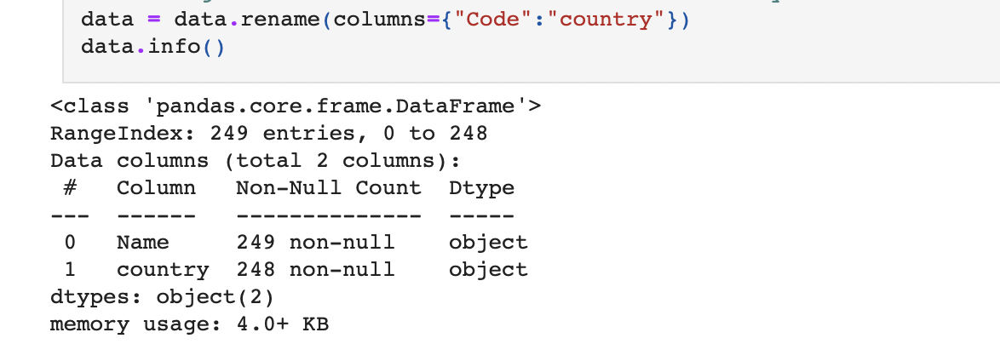 data = data.rename(columns={"Code":"country"})
data.info()
<class 'pandas.core.frame.DataFrame'>
RangeIndex: 249 entries, 0 to 248
Data columns (total 2 columns):
 #   Column   Non-Null Count  Dtype
---  ------   --------------  -----
 0   Name     249 non-null    object
 1   country  248 non-null    object
dtypes: object(2)
memory usage: 4.0+ KB